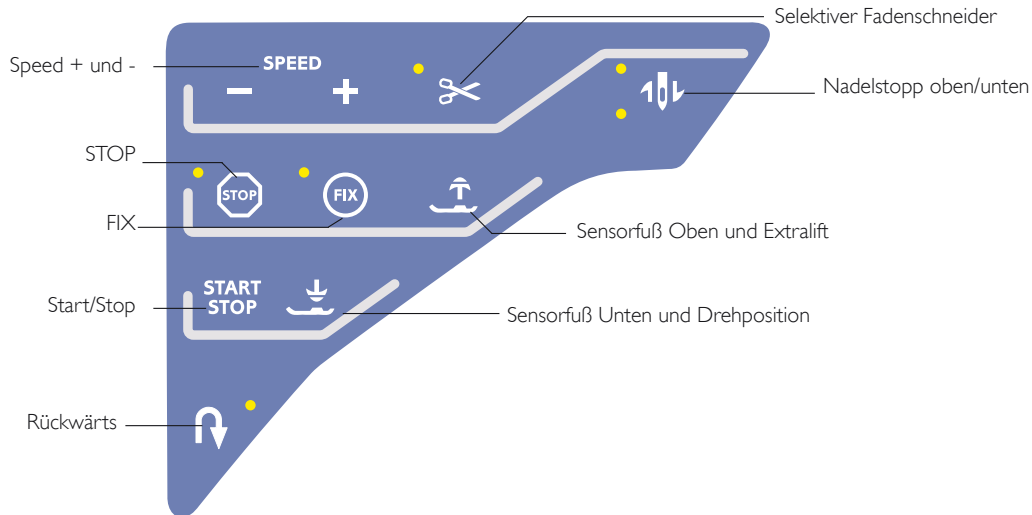 Selektiver Fadenschneider
Speed + und -
SPEED
− +
Nadelstopp oben/unten
STOP
STOP
FIX
FIX
Sensorfuß Oben und Extralift
Start/Stop
START
STOP
Sensorfuß Unten und Drehposition
Rückwärts